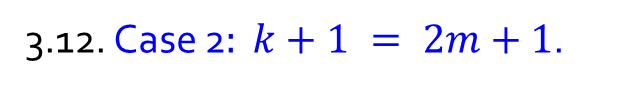 3.12. Case 2: k + 1 = 2m + 1.